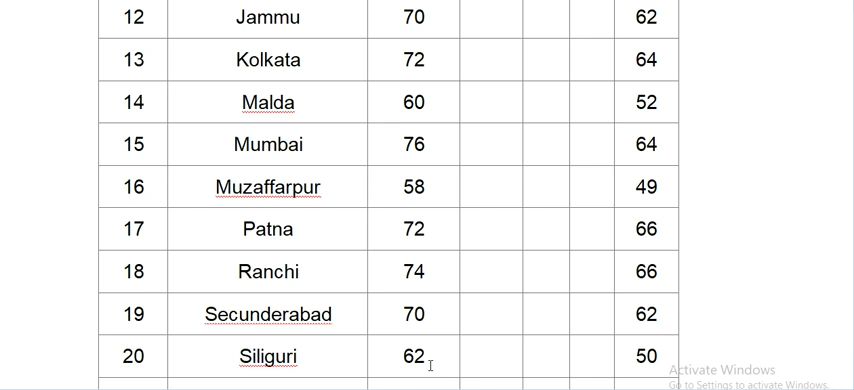 12 Jammu 70 62
13 Kolkata 72 64
14 Malda 60 52
15 Mumbai 76 64
16 Muzaffarpur 58 49
17 Patna 72 66
18 Ranchi 74 66
19 Secunderabad 70 62
20 Siliguri 62 50
Activate Windows
Go to Settings to activate Windows.